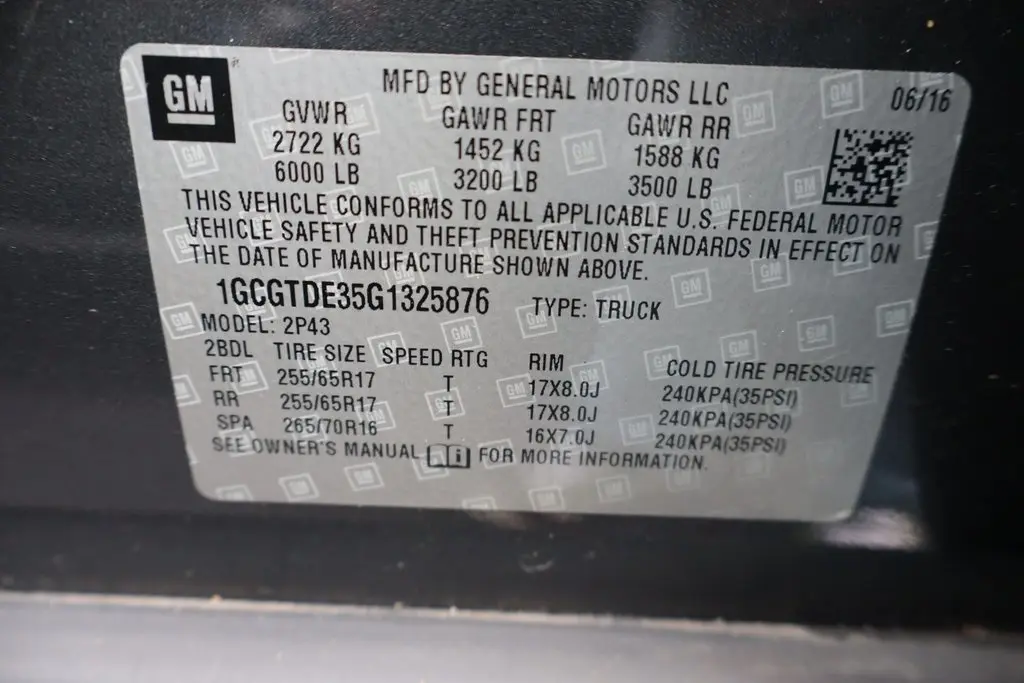 GM MFD BY GENERAL MOTORS LLC 06/16
GVWR GAWR FRT GAWR RR
2722 KG 1452 KG 1588 KG
6000 LB 3200 LB 3500 LB
THIS VEHICLE CONFORMS TO ALL APPLICABLE U.S. FEDERAL MOTOR
VEHICLE SAFETY AND THEFT PREVENTION STANDARDS IN EFFECT ON
THE DATE OF MANUFACTURE SHOWN ABOVE.
1GCGTDE35G1325876 TYPE: TRUCK
MODEL: 2P43
2BDL TIRE SIZE SPEED RTG RIM COLD TIRE PRESSURE
FRT 255/65R17 T 17X8.0J 240KPA(35PSI)
RR 255/65R17 T 17X8.0J 240KPA(35PSI)
SPA 265/70R16 T 16X7.0J 240KPA(35PSI)
SEE OWNER'S MANUAL i FOR MORE INFORMATION.